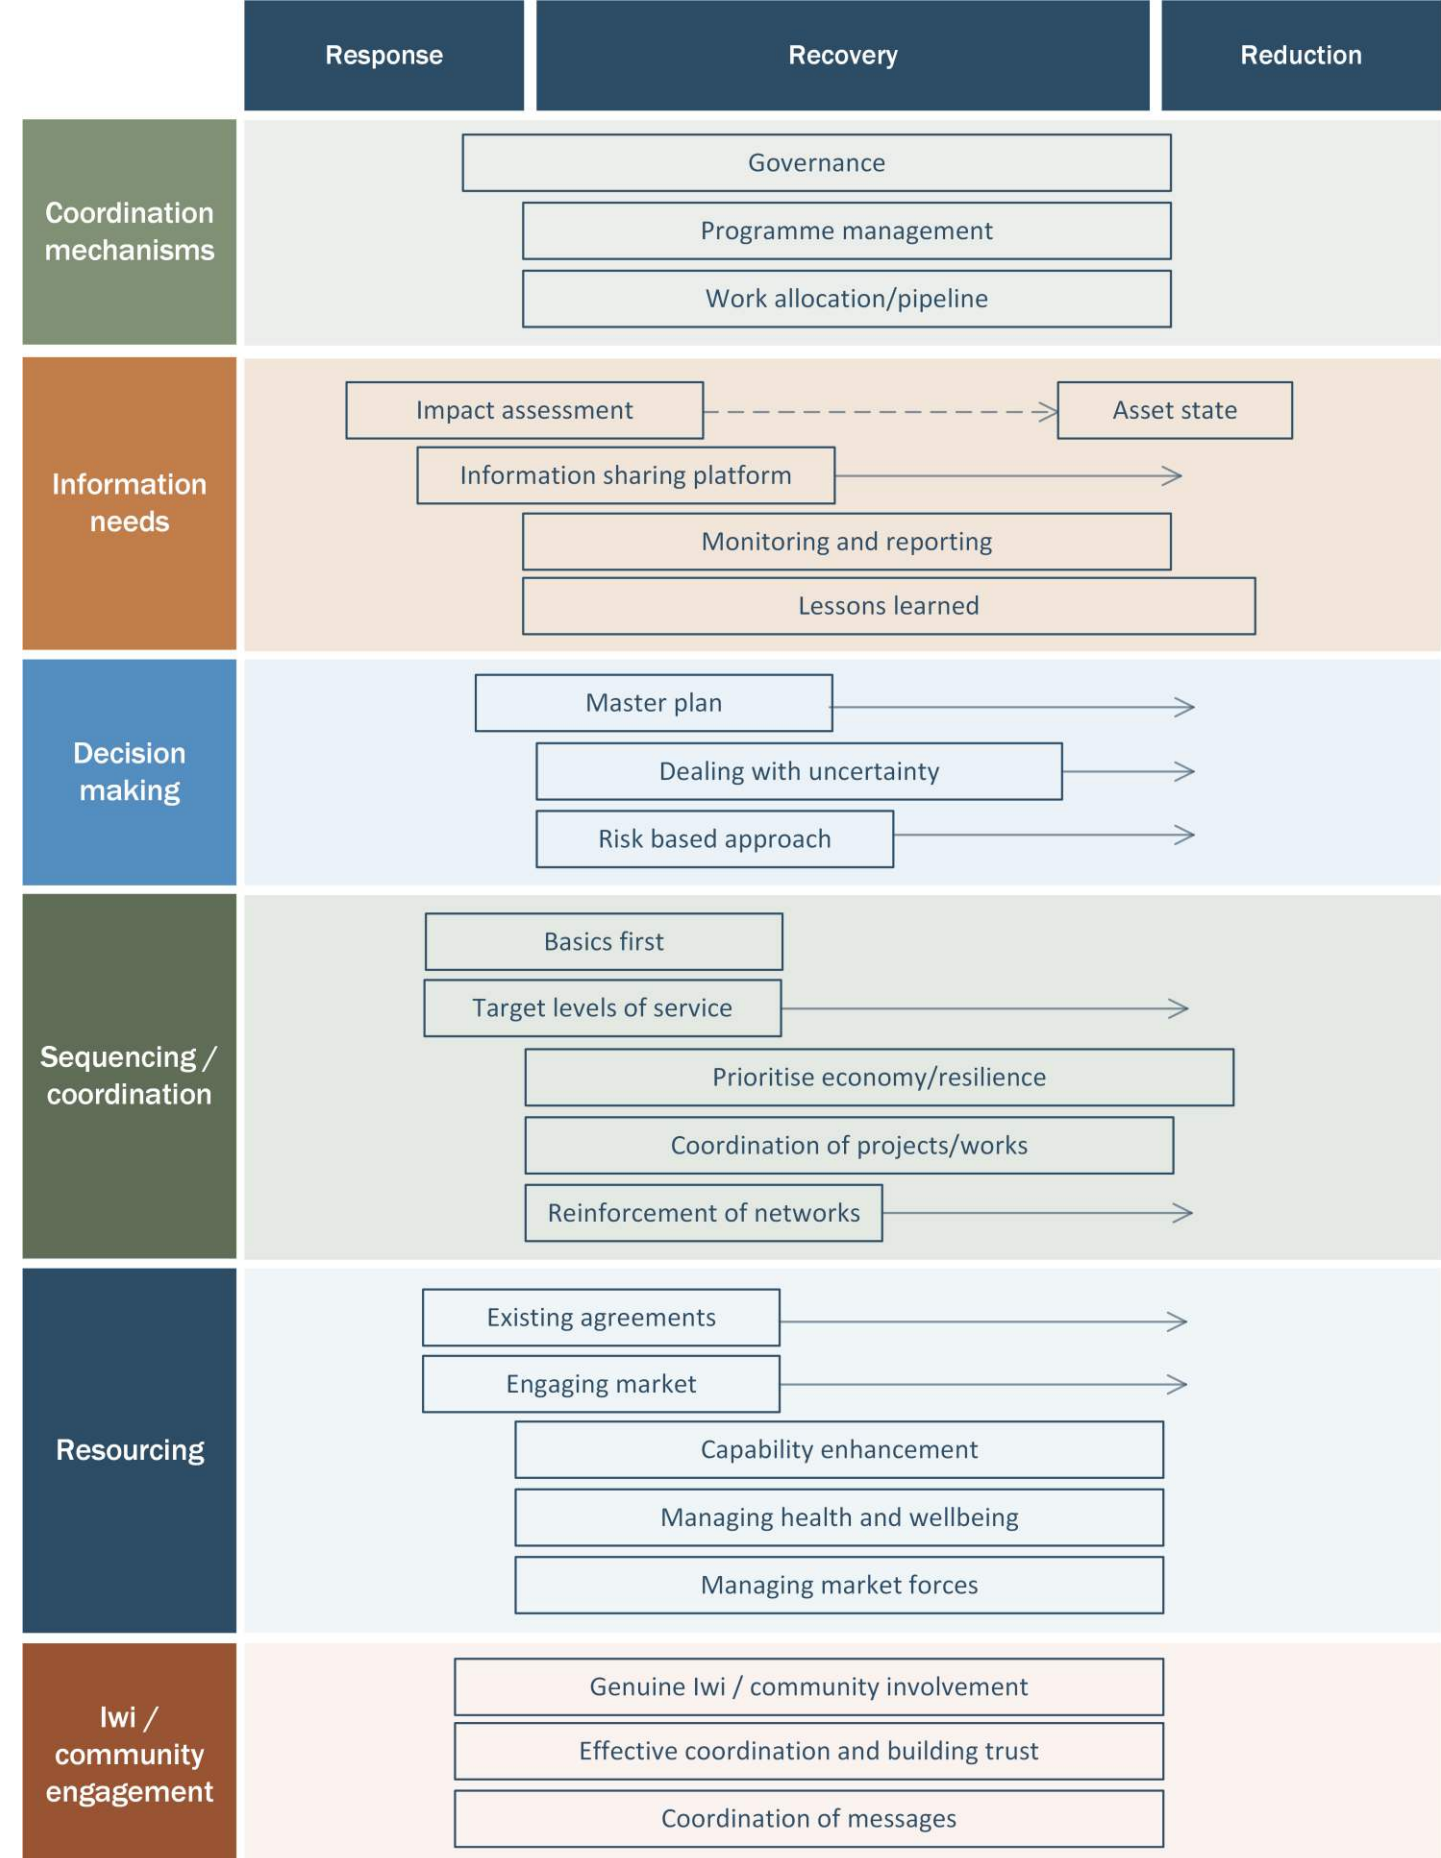 Response
Recovery
Reduction
Coordination
mechanisms
Governance
Programme management
Work allocation/pipeline
Information
needs
Impact assessment
Asset state
Information sharing platform
Monitoring and reporting
Lessons learned
Decision
making
Master plan
Dealing with uncertainty
Risk based approach
Sequencing /
coordination
Basics first
Target levels of service
Prioritise economy/resilience
Coordination of projects/works
Reinforcement of networks
Resourcing
Existing agreements
Engaging market
Capability enhancement
Managing health and wellbeing
Managing market forces
Iwi /
community
engagement
Genuine Iwi / community involvement
Effective coordination and building trust
Coordination of messages